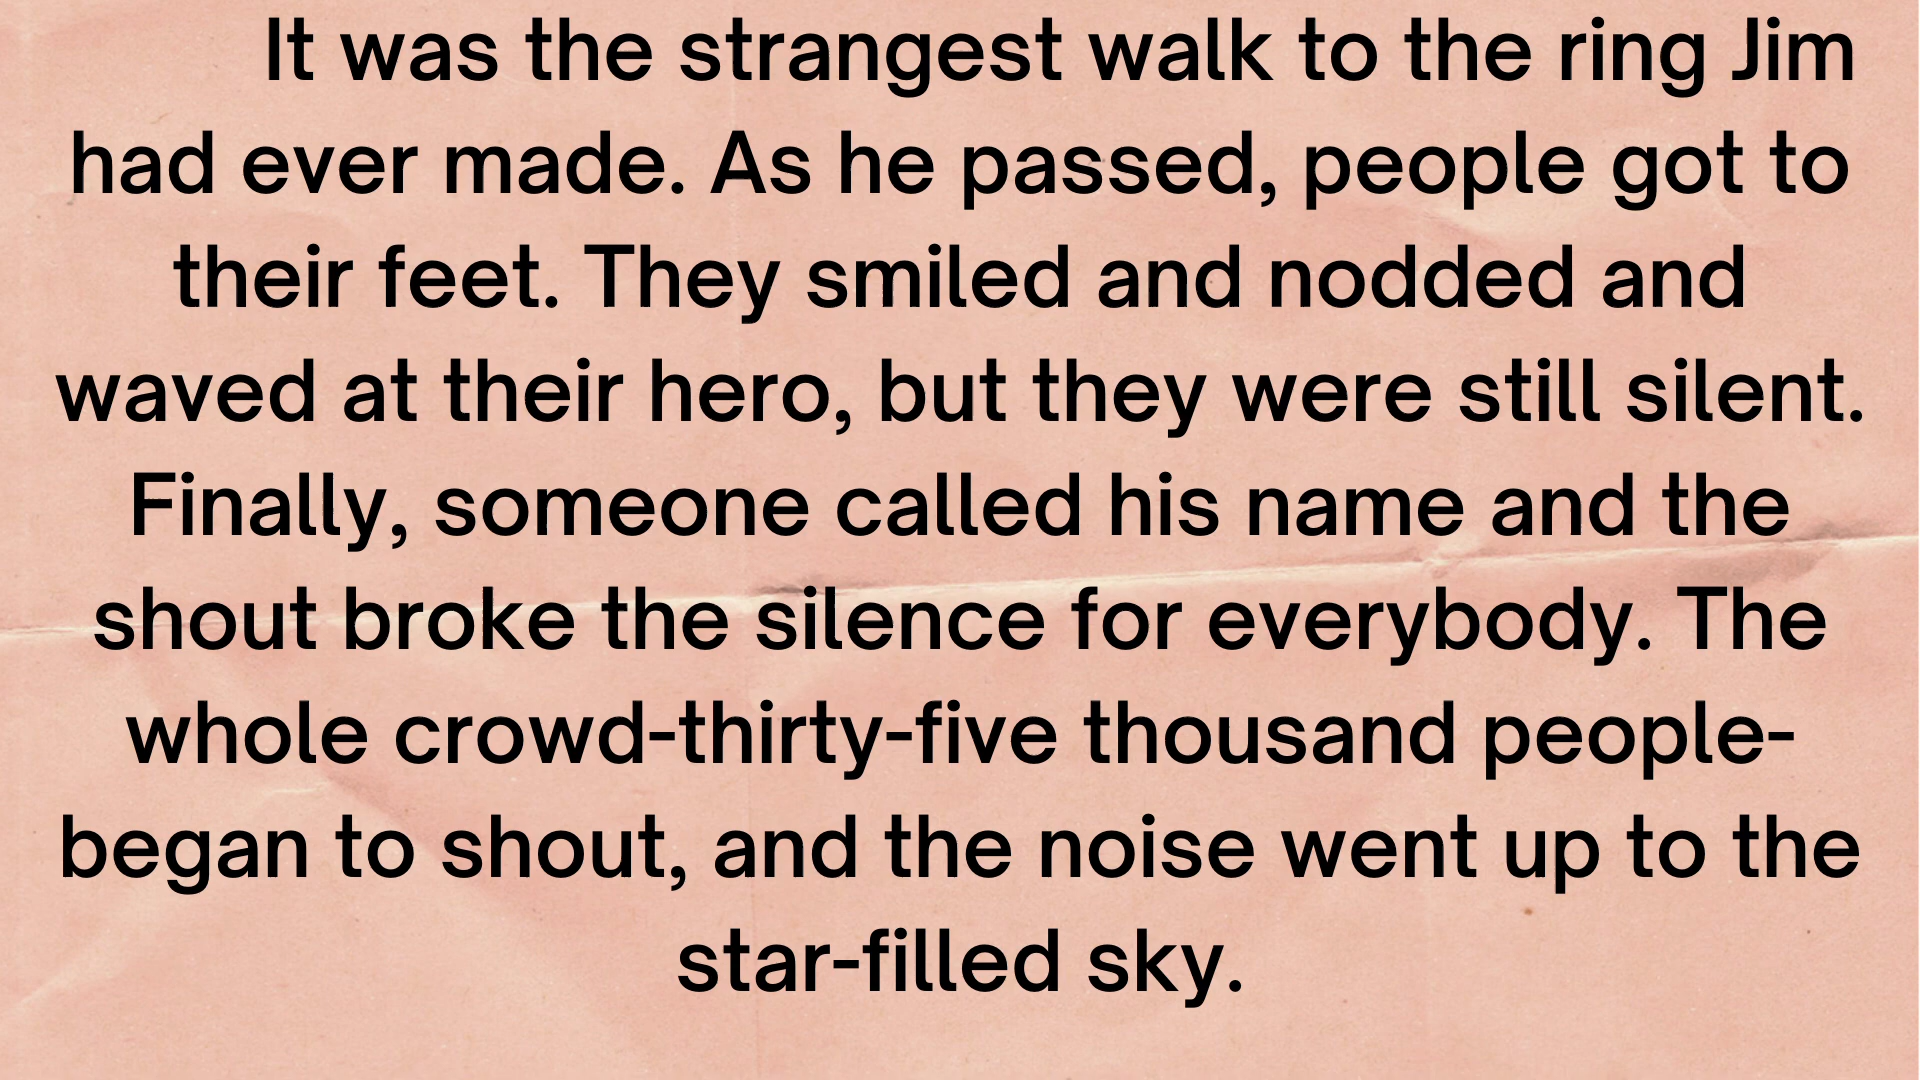 It was the strangest walk to the ring Jim
had ever made. As he passed, people got to
their feet. They smiled and nodded and
waved at their hero, but they were still silent.
Finally, someone called his name and the
shout broke the silence for everybody. The
whole crowd-thirty-five thousand people-
began to shout, and the noise went up to the
star-filled sky.